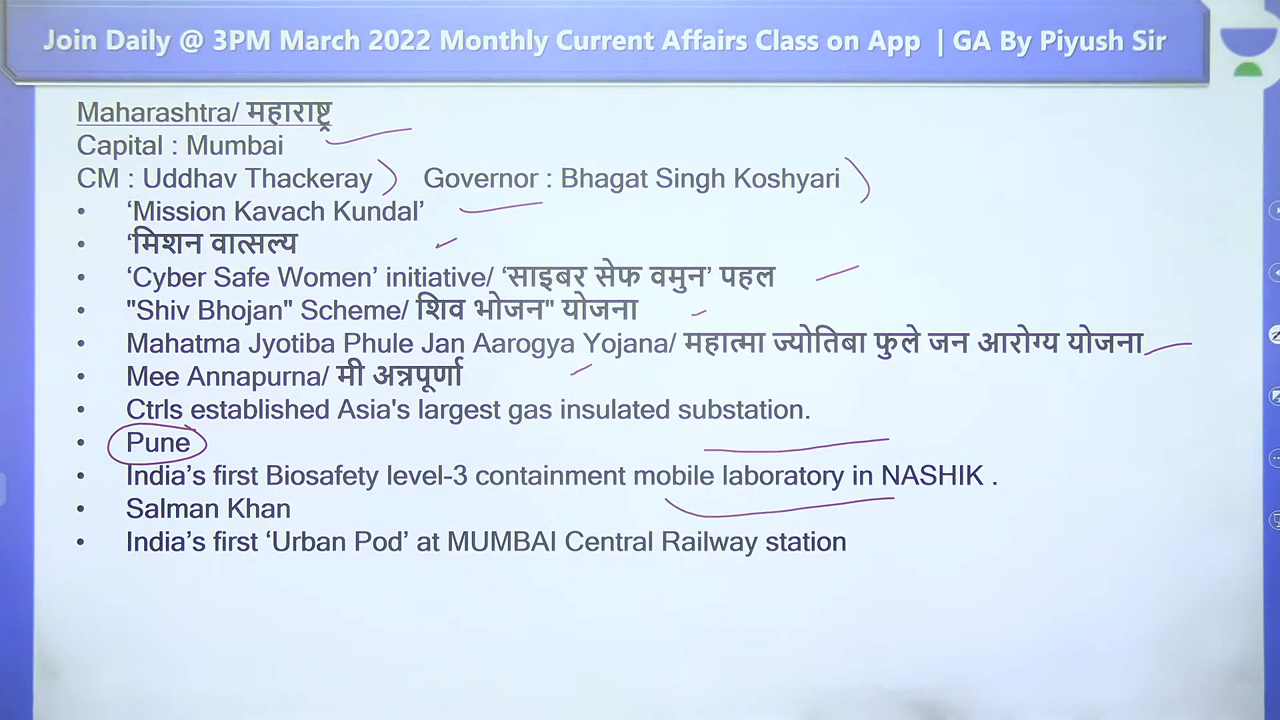 Join Daily @ 3PM March 2022 Monthly Current Affairs Class on App | GA By Piyush Sir
Maharashtra/ महाराष्ट्र
Capital : Mumbai
CM : Uddhav Thackeray Governor : Bhagat Singh Koshyari
• ‘Mission Kavach Kundal’
• ‘मिशन वात्सल्य
• ‘Cyber Safe Women’ initiative/ ‘साइबर सेफ वमुन’ पहल
• "Shiv Bhojan" Scheme/ शिव भोजन" योजना
• Mahatma Jyotiba Phule Jan Aarogya Yojana/ महात्मा ज्योतिबा फुले जन आरोग्य योजना
• Mee Annapurna/ मी अन्नपूर्णा
• Ctrls established Asia's largest gas insulated substation.
• Pune
• India’s first Biosafety level-3 containment mobile laboratory in NASHIK .
• Salman Khan
• India’s first ‘Urban Pod’ at MUMBAI Central Railway station